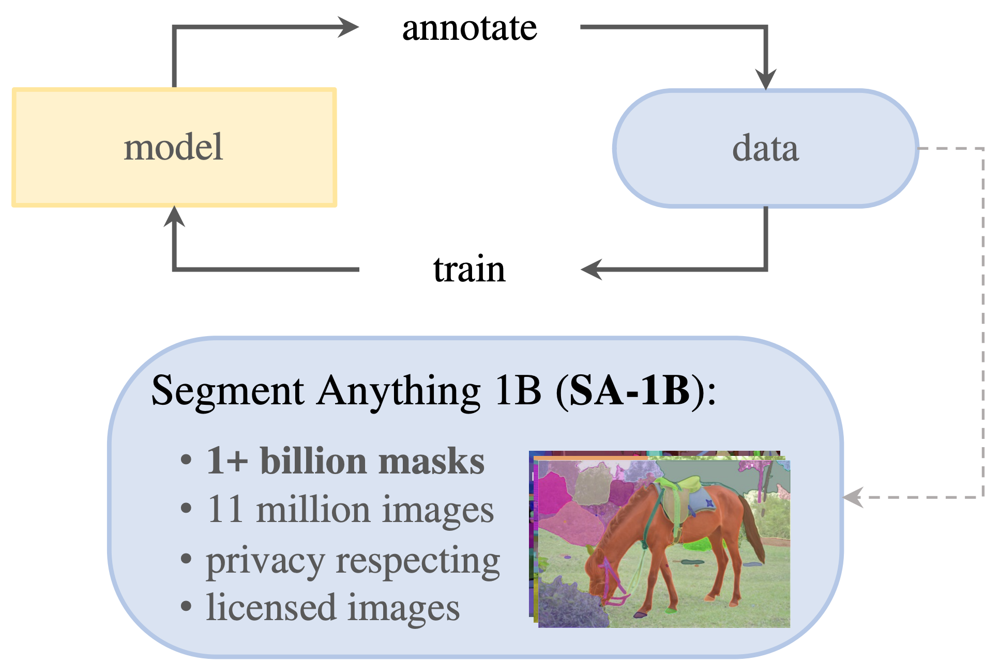 annotate
model
data
train
Segment Anything 1B (SA-1B):
• 1+ billion masks
• 11 million images
• privacy respecting
• licensed images